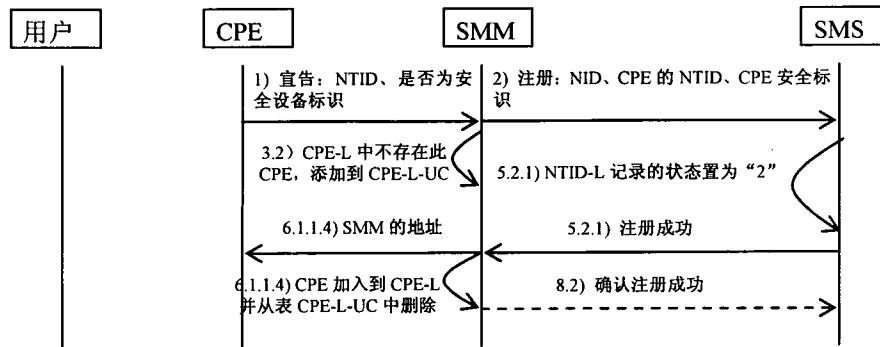 用户
CPE
SMM
SMS
1) 宣告：NTID、是否为安
全设备标识
2) 注册：NID、CPE 的 NTID、CPE 安全标
识
3.2）CPE-L 中不存在此
CPE，添加到 CPE-L-UC
5.2.1) NTID-L 记录的状态置为“2”
6.1.1.4) SMM 的地址
5.2.1) 注册成功
6.1.1.4) CPE 加入到 CPE-L
并从表 CPE-L-UC 中删除
8.2) 确认注册成功